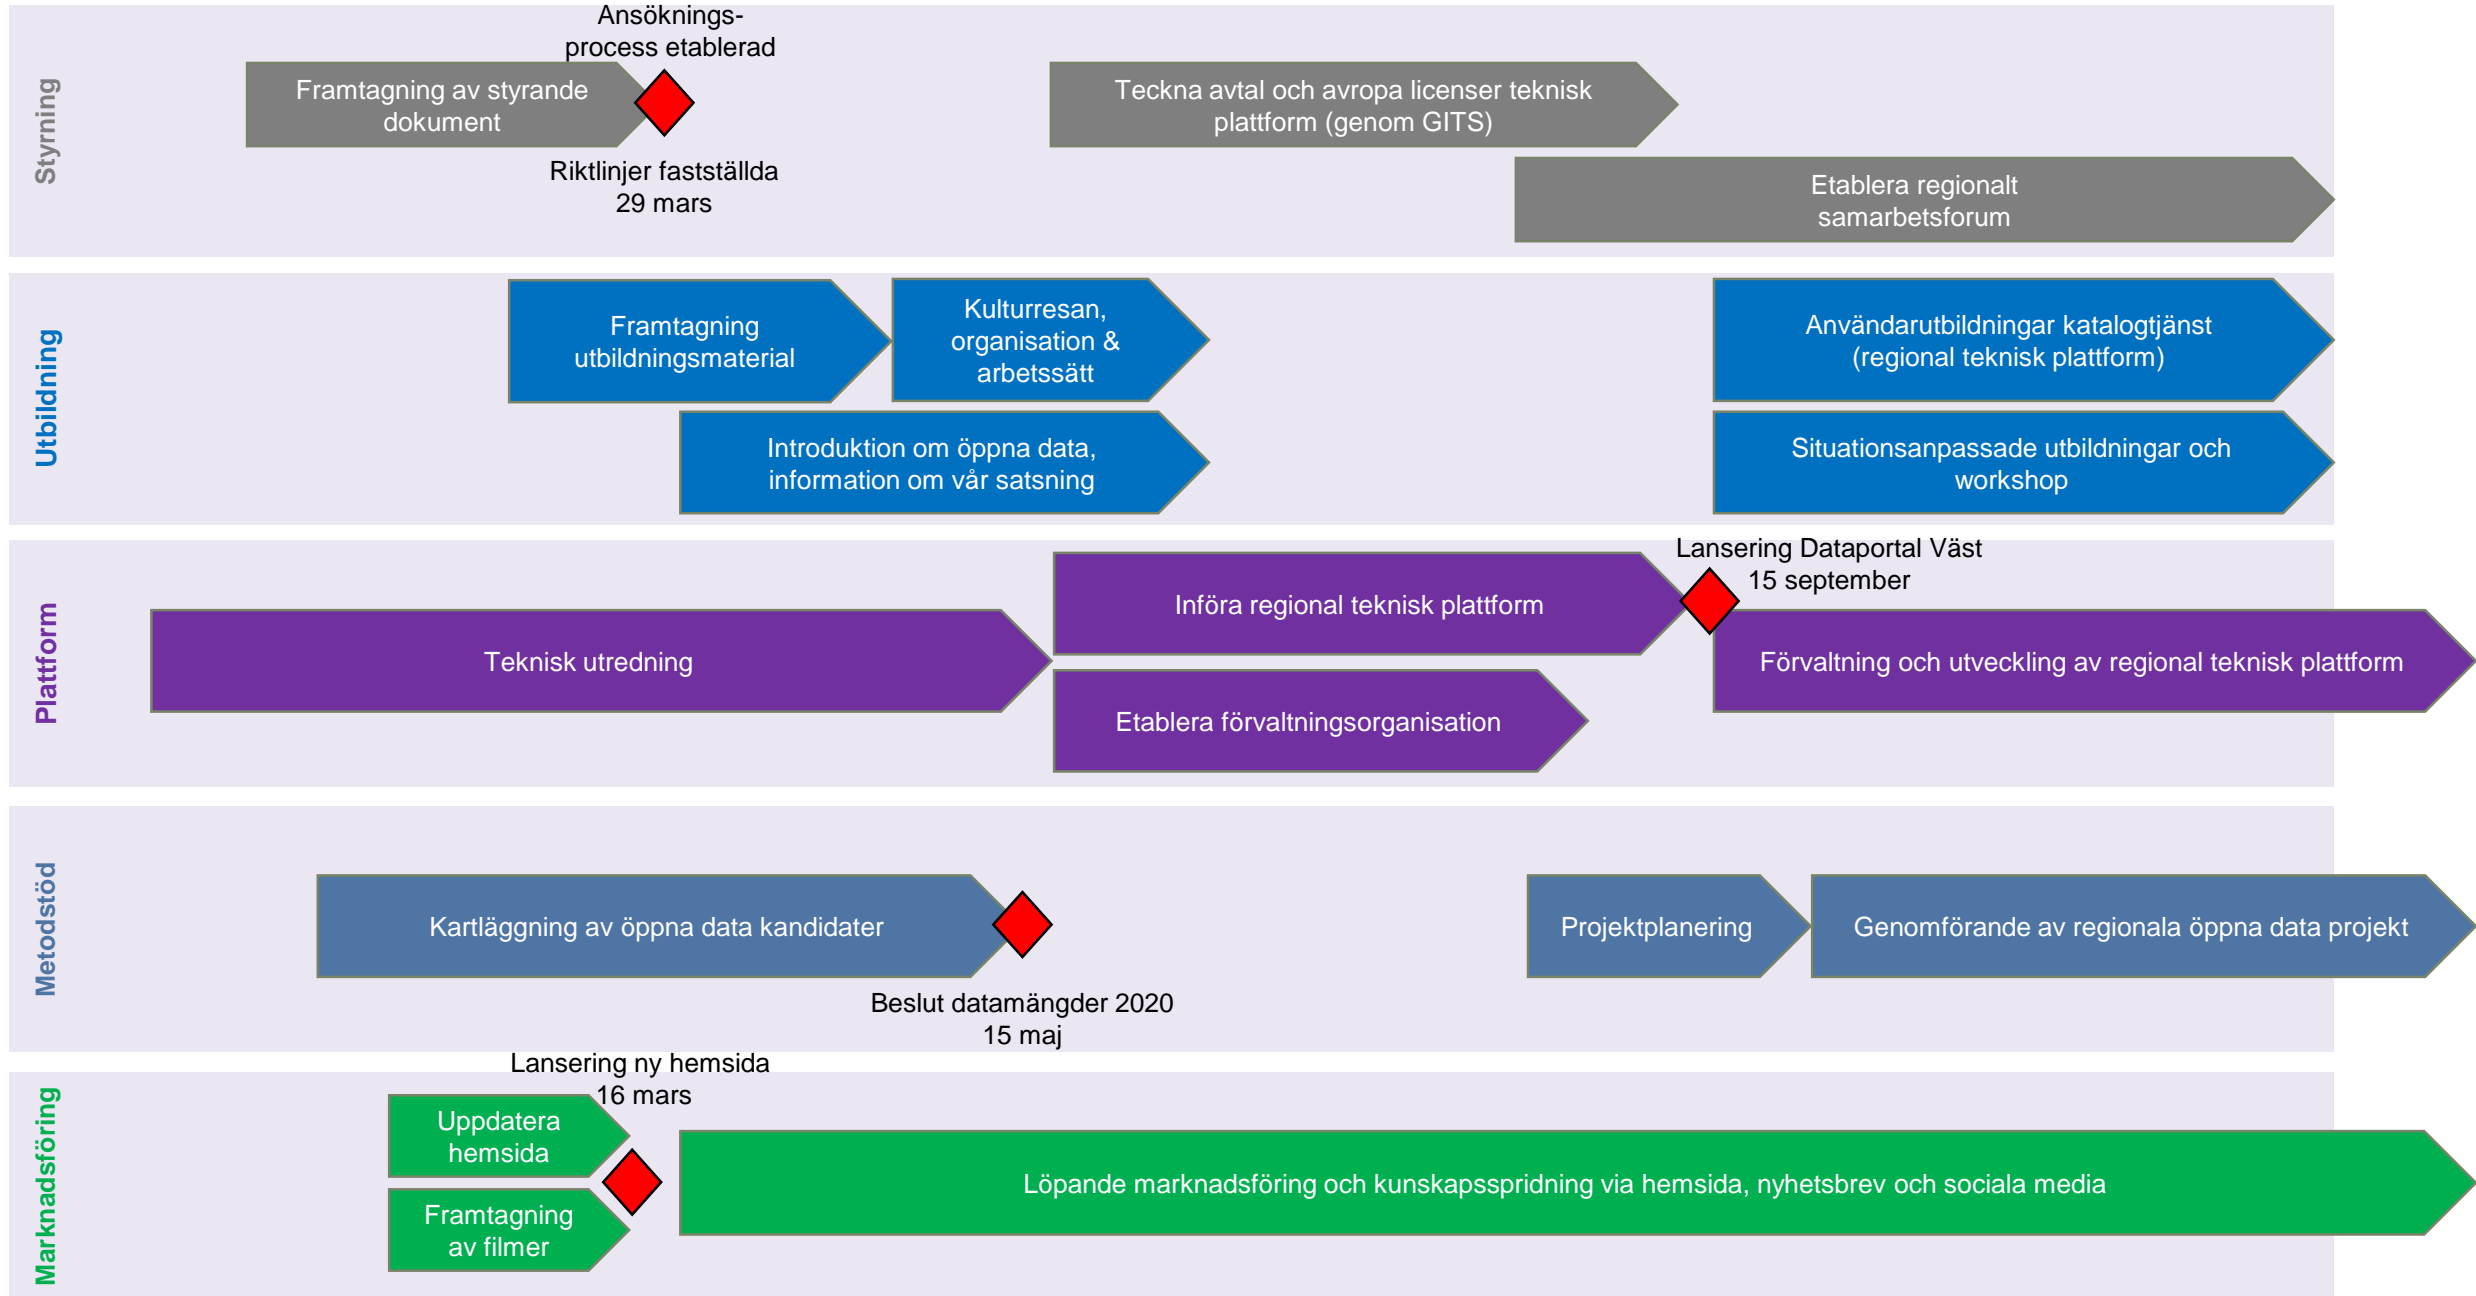 Styrning
Ansöknings-
process etablerad
Framtagning av styrande
dokument
Riktlinjer fastställda
29 mars
Teckna avtal och avropa licenser teknisk
plattform (genom GITS)
Etablera regionalt
samarbetsforum
Utbildning
Framtagning
utbildningsmaterial
Kulturresan,
organisation &
arbetssätt
Introduktion om öppna data,
information om vår satsning
Användarutbildningar katalogtjänst
(regional teknisk plattform)
Situationsanpassade utbildningar och
workshop
Plattform
Teknisk utredning
Införa regional teknisk plattform
Etablera förvaltningsorganisation
Lansering Dataportal Väst
15 september
Förvaltning och utveckling av regional teknisk plattform
Metodstöd
Kartläggning av öppna data kandidater
Beslut datamängder 2020
15 maj
Projektplanering
Genomförande av regionala öppna data projekt
Marknadsföring
Lansering ny hemsida
16 mars
Uppdatera
hemsida
Framtagning
av filmer
Löpande marknadsföring och kunskapsspridning via hemsida, nyhetsbrev och sociala media